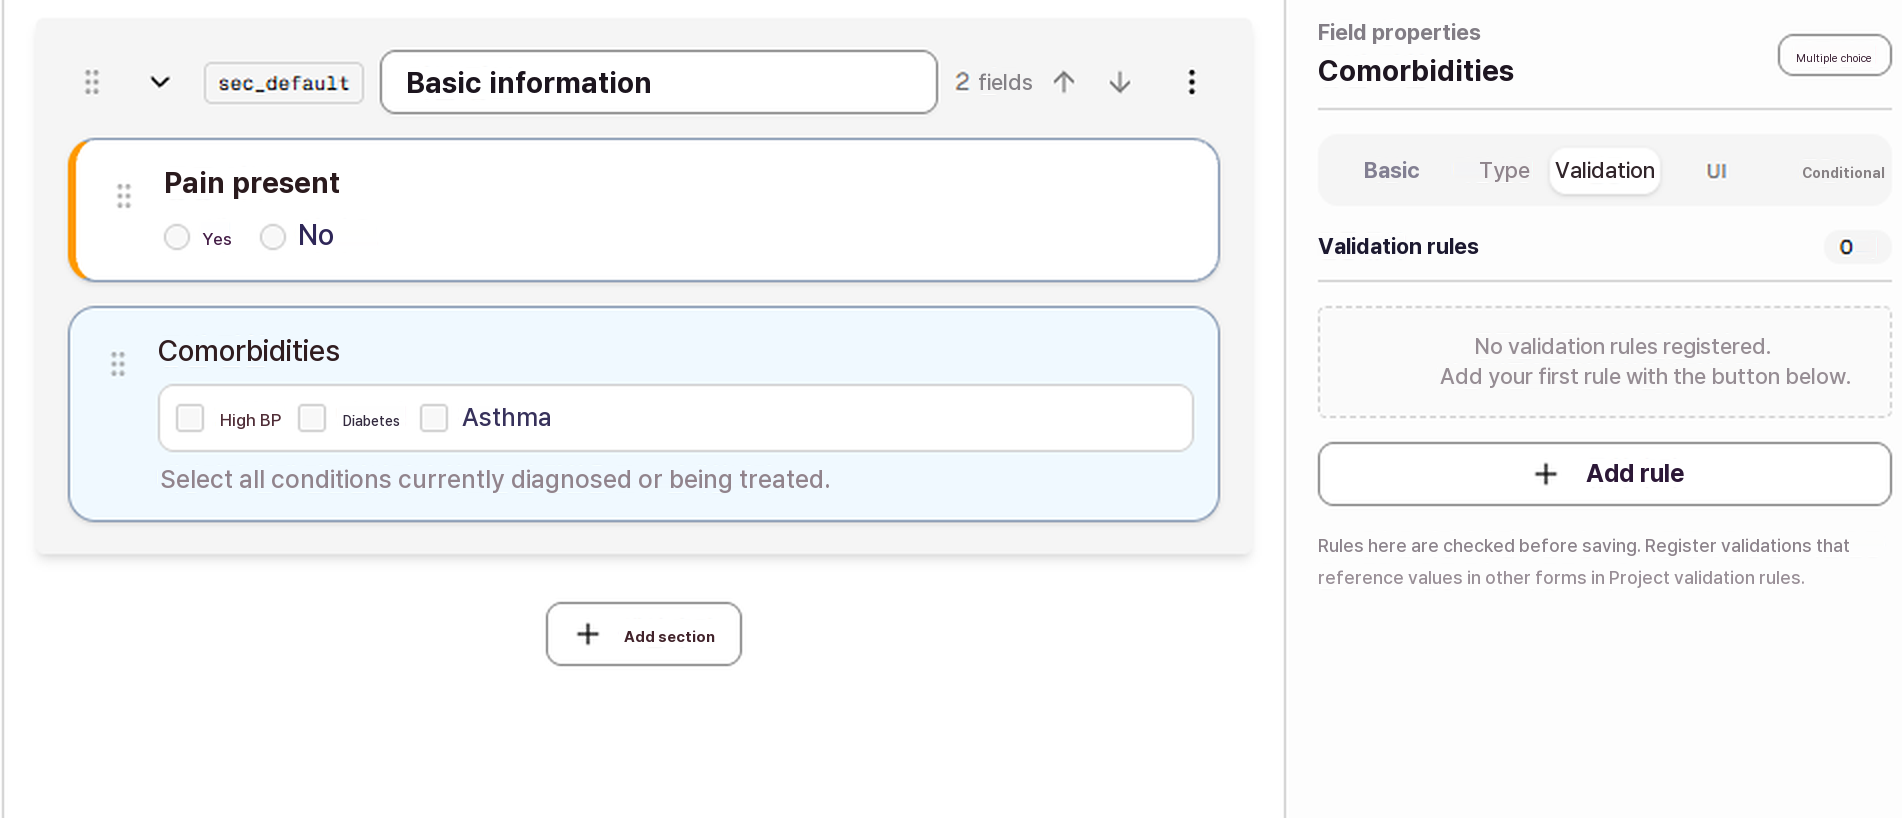 sec_default
Basic information
2 fields
Pain present
Yes
No
Comorbidities
High BP
Diabetes
Asthma
Select all conditions currently diagnosed or being treated.
Add section
Field properties
Comorbidities
Multiple choice
Basic
Type
Validation
UI
Conditional
Validation rules
0
No validation rules registered.
Add your first rule with the button below.
Add rule
Rules here are checked before saving. Register validations that
reference values in other forms in Project validation rules.